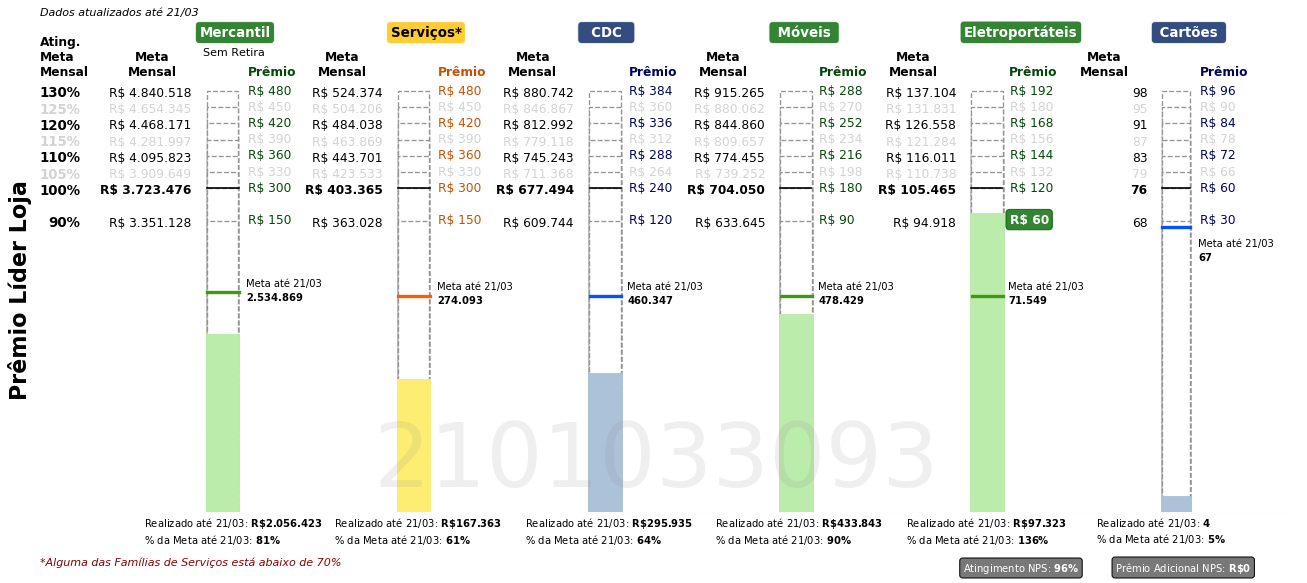 Dados atualizados até 21/03
Mercantil Serviços* CDC Móveis Eletroportáteis Cartões
Sem Retira
Ating. Meta Mensal Meta Mensal Prêmio Meta Mensal Prêmio Meta Mensal Prêmio Meta Mensal Prêmio Meta Mensal Prêmio Meta Mensal Prêmio
130% R$ 4.840.518 R$ 480 R$ 524.374 R$ 480 R$ 880.742 R$ 384 R$ 915.265 R$ 288 R$ 137.104 R$ 192 98 R$ 96
125% R$ 4.654.345 R$ 450 R$ 504.206 R$ 450 R$ 846.867 R$ 360 R$ 880.062 R$ 270 R$ 131.831 R$ 180 95 R$ 90
120% R$ 4.468.171 R$ 420 R$ 484.038 R$ 420 R$ 812.992 R$ 336 R$ 844.860 R$ 252 R$ 126.558 R$ 168 91 R$ 84
115% R$ 4.281.997 R$ 390 R$ 463.869 R$ 390 R$ 779.118 R$ 312 R$ 809.657 R$ 234 R$ 121.284 R$ 156 87 R$ 78
110% R$ 4.095.823 R$ 360 R$ 443.701 R$ 360 R$ 745.243 R$ 288 R$ 774.455 R$ 216 R$ 116.011 R$ 144 83 R$ 72
105% R$ 3.909.649 R$ 330 R$ 423.533 R$ 330 R$ 711.368 R$ 264 R$ 739.252 R$ 198 R$ 110.738 R$ 132 79 R$ 66
100% R$ 3.723.476 R$ 300 R$ 403.365 R$ 300 R$ 677.494 R$ 240 R$ 704.050 R$ 180 R$ 105.465 R$ 120 76 R$ 60
90% R$ 3.351.128 R$ 150 R$ 363.028 R$ 150 R$ 609.744 R$ 120 R$ 633.645 R$ 90 R$ 94.918 R$ 60 68 R$ 30
Meta até 21/03
67
Meta até 21/03 Meta até 21/03 Meta até 21/03 Meta até 21/03 Meta até 21/03
2.534.869 274.093 460.347 478.429 71.549
Prêmio Líder Loja
2101033093
Realizado até 21/03: R$2.056.423 Realizado até 21/03: R$167.363 Realizado até 21/03: R$295.935 Realizado até 21/03: R$433.843 Realizado até 21/03: R$97.323 Realizado até 21/03: 4
% da Meta até 21/03: 81% % da Meta até 21/03: 61% % da Meta até 21/03: 64% % da Meta até 21/03: 90% % da Meta até 21/03: 136% % da Meta até 21/03: 5%
*Alguma das Famílias de Serviços está abaixo de 70% Atingimento NPS: 96% Prêmio Adicional NPS: R$0